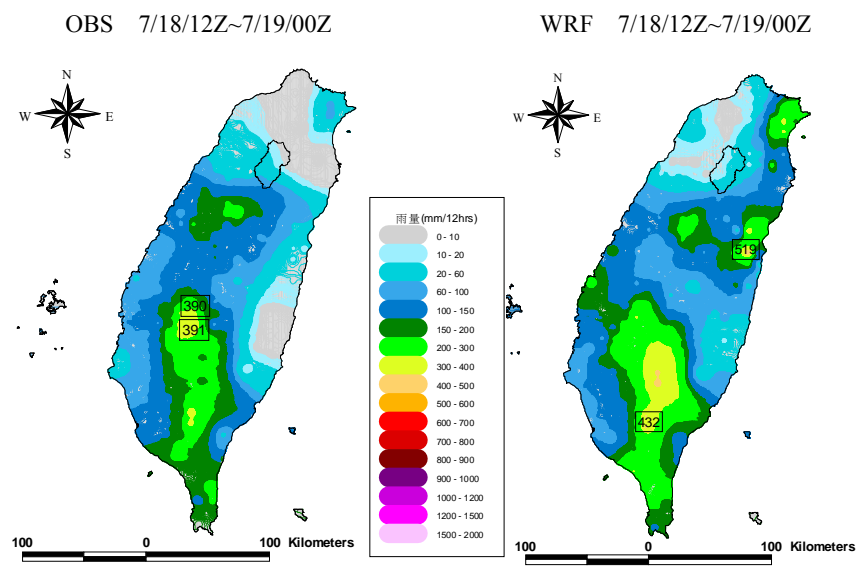 OBS 7/18/12Z~7/19/00Z
WRF 7/18/12Z~7/19/00Z
N
W E
S
N
W E
S
雨量(mm/12hrs)
0 - 10
10 - 20
20 - 60
60 - 100
100 - 150
150 - 200
200 - 300
300 - 400
400 - 500
500 - 600
600 - 700
700 - 800
800 - 900
900 - 1000
1000 - 1200
1200 - 1500
1500 - 2000
390
391
519
432
100 0 100 Kilometers
100 0 100 Kilometers